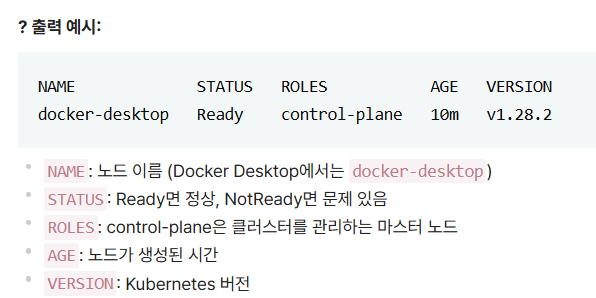 ? 출력 예시:
NAME STATUS ROLES AGE VERSION
docker-desktop Ready control-plane 10m v1.28.2
NAME: 노드 이름 (Docker Desktop에서는 docker-desktop)
STATUS: Ready면 정상, NotReady면 문제 있음
ROLES: control-plane은 클러스터를 관리하는 마스터 노드
AGE: 노드가 생성된 시간
VERSION: Kubernetes 버전